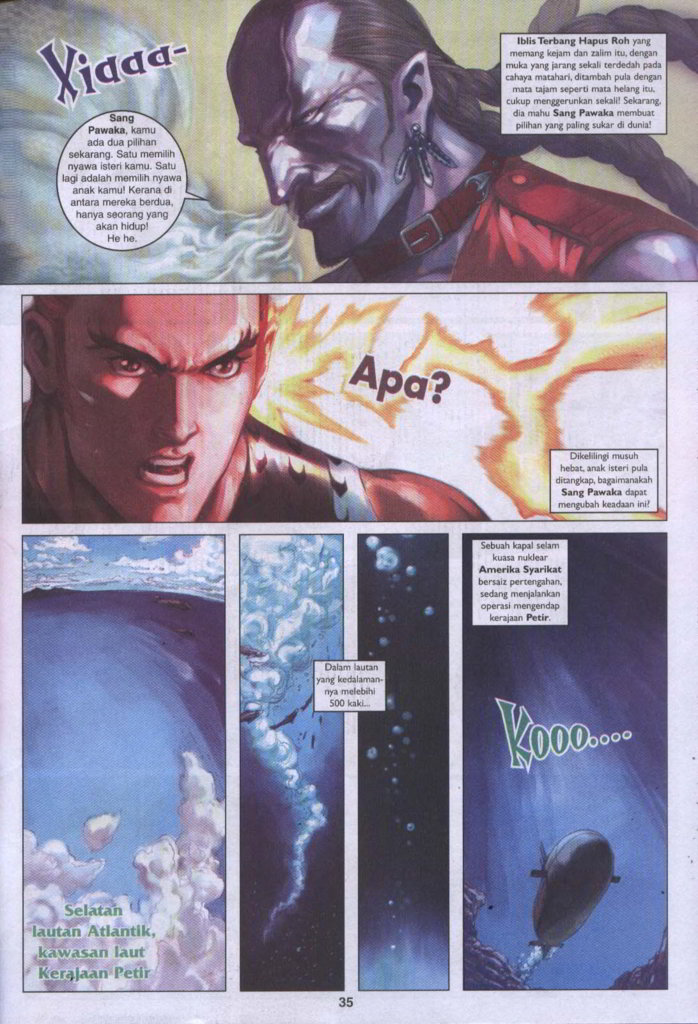 Xiaaa-
Sang
Pawaka, kamu
ada dua pilihan
sekarang. Satu memilih
nyawa isteri kamu. Satu
lagi adalah memilih nyawa
anak kamu! Kerana di
antara mereka berdua,
hanya seorang yang
akan hidup!
He he.
Iblis Terbang Hapus Roh yang
memang kejam dan zalim itu, dengan
muka yang jarang sekali terdedah pada
cahaya matahari, ditambah pula dengan
mata tajam seperti mata helang itu,
cukup menggerunkan sekali! Sekarang,
dia mahu Sang Pawaka membuat
pilihan yang paling sukar di dunia!
Apa?
Dikelilingi musuh
hebat, anak isteri pula
ditangkap, bagaimanakah
Sang Pawaka dapat
mengubah keadaan ini?
Selatan
lautan Atlantik,
kawasan laut
Kerajaan Petir
Dalam lautan
yang kedalaman-
nya melebihi
500 kaki...
Sebuah kapal selam
kuasa nuklear
Amerika Syarikat
bersaiz pertengahan,
sedang menjalankan
operasi mengendap
kerajaan Petir.
Kooo....
35